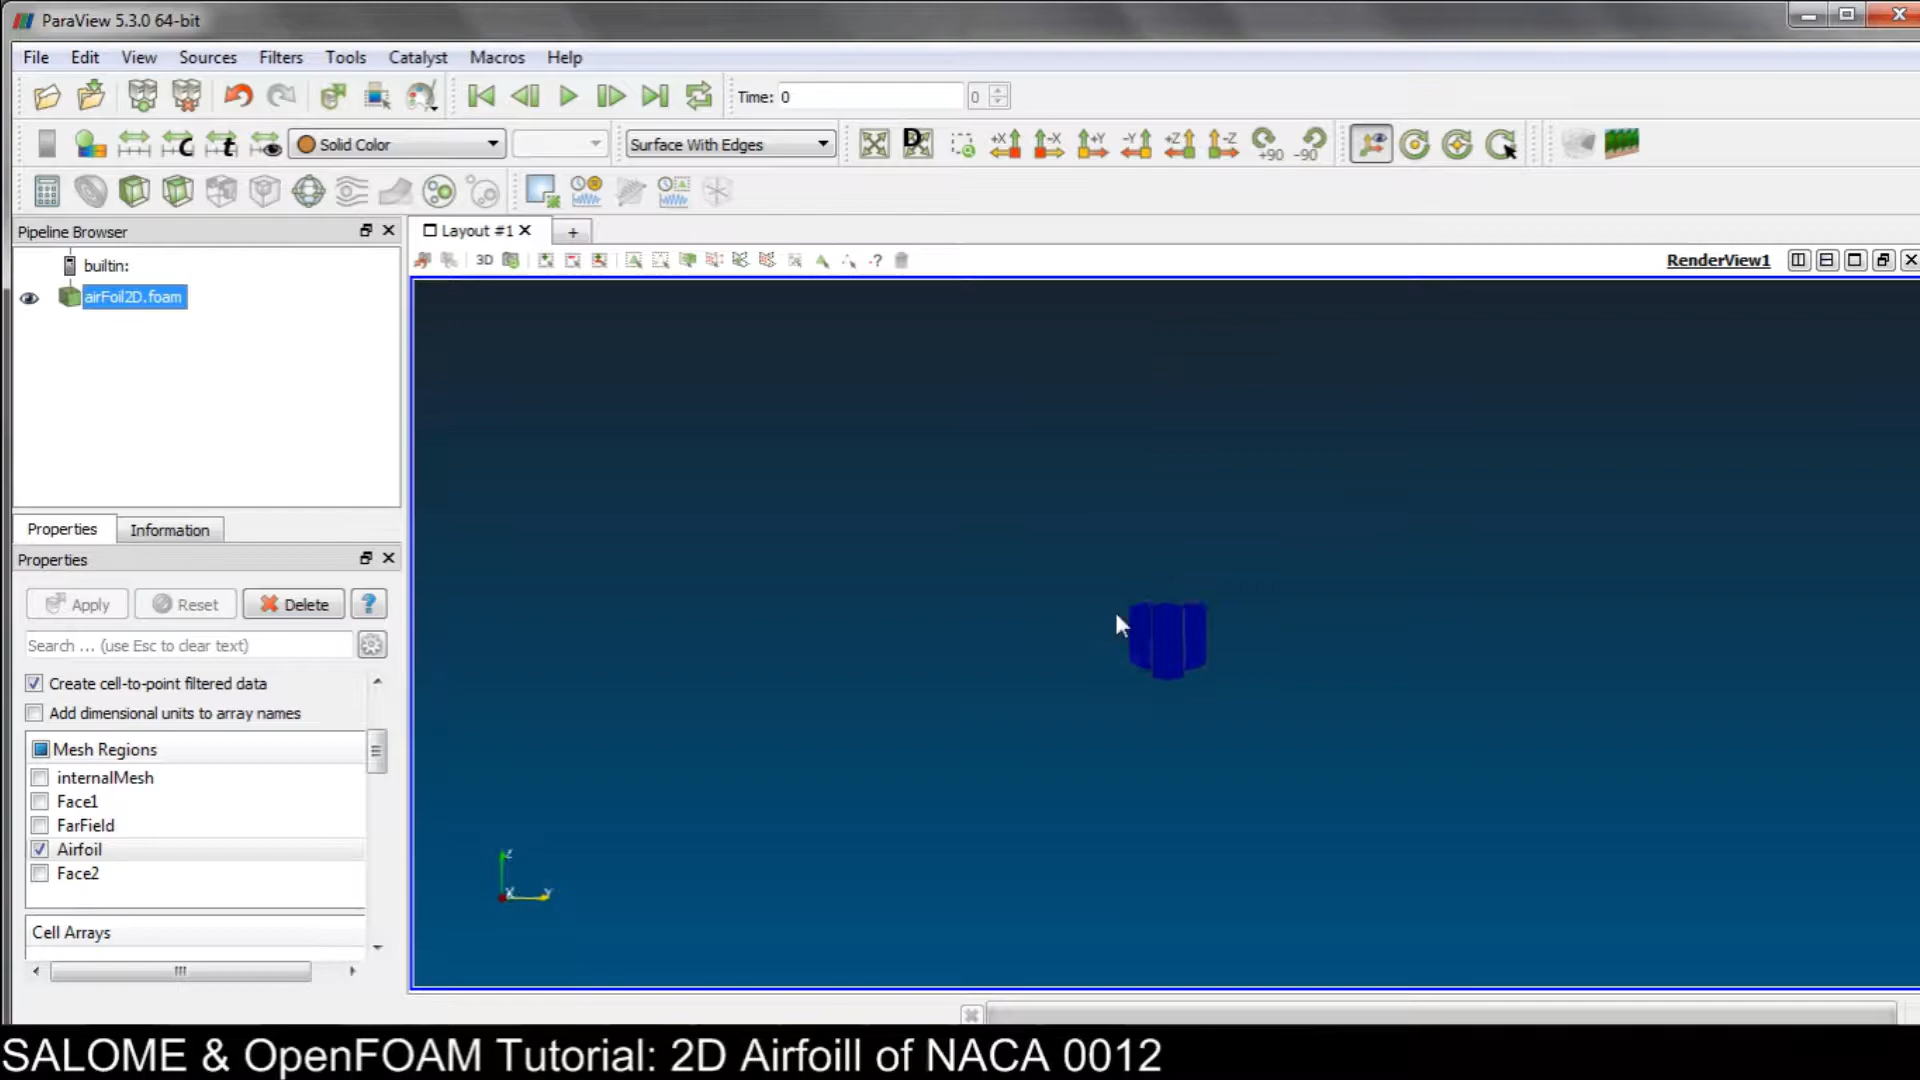 ParaView 5.3.0 64-bit
File Edit View Sources Filters Tools Catalyst Macros Help
Time: 0 0
Solid Color Surface With Edges D +X -X +Y -Y +Z -Z +90 -90
C t
Pipeline Browser
Layout #1
+
builtin:
3D
?
RenderView1
airFoil2D.foam
Properties Information
Properties
Apply Reset Delete ?
Search ... (use Esc to clear text)
Create cell-to-point filtered data
Add dimensional units to array names
Mesh Regions
internalMesh
Face1
FarField
Airfoil
Face2
Cell Arrays
Z
X Y
SALOME & OpenFOAM Tutorial: 2D Airfoill of NACA 0012